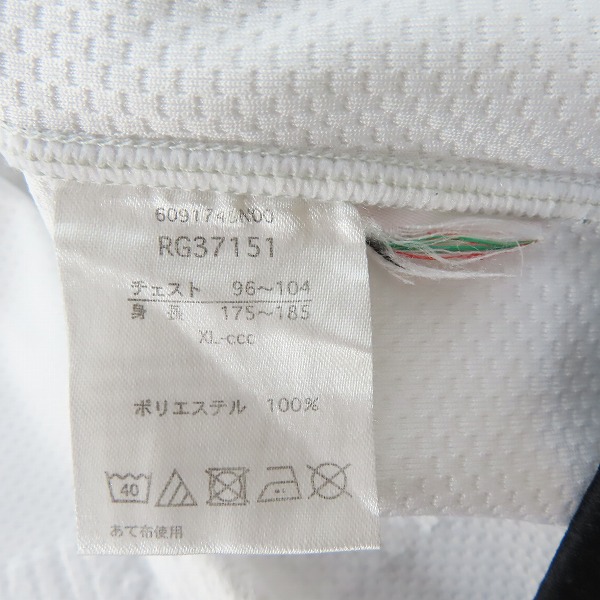 RG37151
チェスト 96～104
身長 175～185
XL-ccc
ポリエステル 100%
40
あて布使用